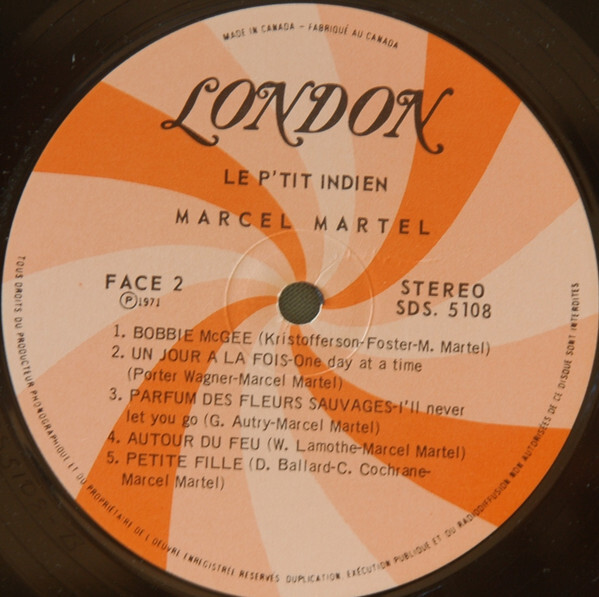 MADE IN CANADA – FABRIQUÉ AU CANADA
LONDON
LE P'TIT INDIEN
MARCEL MARTEL
FACE 2
Ⓟ1971
STEREO
SDS. 5108
1. BOBBIE McGEE (Kristofferson-Foster-M. Martel)
2. UN JOUR A LA FOIS-One day at a time
(Porter Wagner-Marcel Martel)
3. PARFUM DES FLEURS SAUVAGES-I'll never
let you go (G. Autry-Marcel Martel)
4. AUTOUR DU FEU (W. Lamothe-Marcel Martel)
5. PETITE FILLE (D. Ballard-C. Cochrane-
Marcel Martel)
TOUS DROITS DU PRODUCTEUR PHONOGRAPHIQUE ET DU PROPRIÉTAIRE DE L'OEUVRE ENREGISTRÉE RESERVÉS DUPLICATION, EXÉCUTION PUBLIQUE ET OU RADIODIFFUSION NON AUTORISÉES DE CE DISQUE SONT INTERDITES